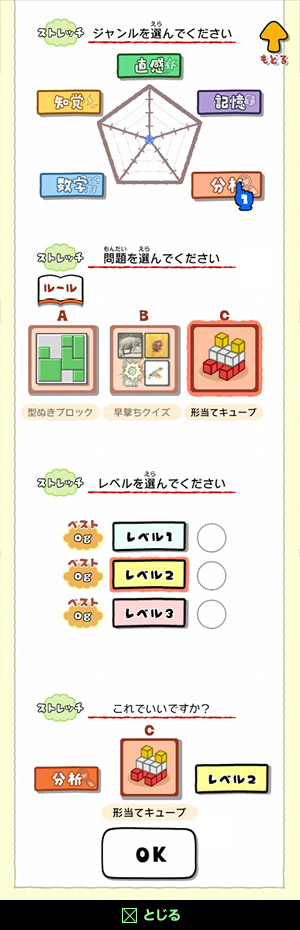 ストレッチ ジャンルを選んでください
えら
もどる
直感
知覚
記憶
数字
分析
ストレッチ 問題を選んでください
もんだい えら
ルール
A B C
型ぬきブロック 早撃ちクイズ 形当てキューブ
ストレッチ レベルを選んでください
えら
ベスト 0g レベル1
ベスト 0g レベル2
ベスト 0g レベル3
ストレッチ これでいいですか?
C
分析 レベル2
形当てキューブ
OK
とじる